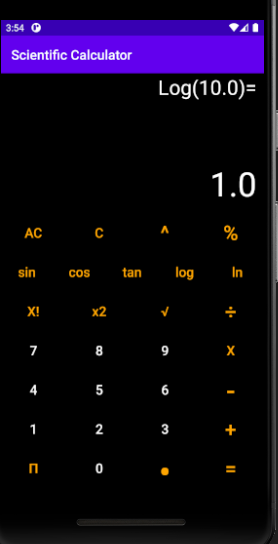 3:54
Scientific Calculator
Log(10.0)=
1.0
AC C ^ %
sin cos tan log ln
X! x2 √ ÷
7 8 9 X
4 5 6 -
1 2 3 +
π 0 . =